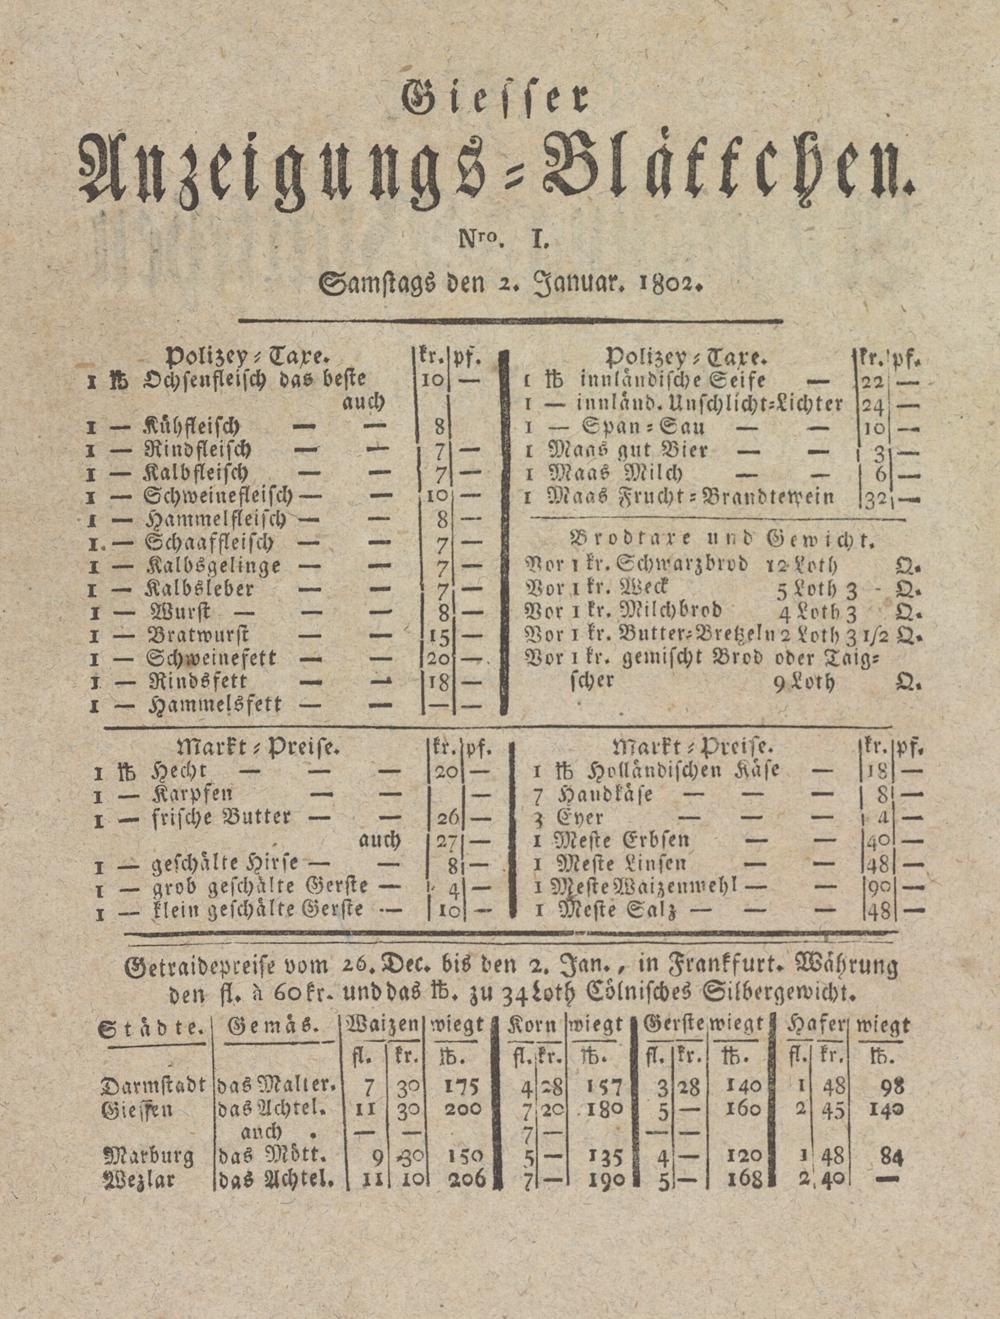 Giesser
Anzeigungs-Blättchen.
Nro. I.
Samstags den 2. Januar. 1802.
Polizey-Taxe. kr. pf.
1 ℔ Ochsenfleisch das beste 10 —
auch
1 — Kühfleisch — — 8
1 — Rindfleisch — — 7 —
1 — Kalbfleisch — — 7 —
1 — Schweinefleisch — — 10 —
1 — Hammelfleisch — — 8 —
1. — Schaaffleisch — — 7 —
1 — Kalbsgelinge — — 7 —
1 — Kalbsleber — — 7 —
1 — Wurst — — 8 —
1 — Bratwurst — — 15 —
1 — Schweinefett — — 20 —
1 — Rindsfett — — 18 —
1 — Hammelsfett — — — —
Polizey-Taxe. kr. pf.
1 ℔ innländische Seife — 22 —
1 — innländ. Unschlicht-Lichter 24 —
1 — Span-Sau — — 10 —
1 Maas gut Bier — — 3 —
1 Maas Milch — — 6 —
1 Maas Frucht-Brandtewein 32 —
Brodtaxe und Gewicht.
Vor 1 kr. Schwarzbrod 12 Loth Q.
Vor 1 kr. Weck 5 Loth 3 - Q.
Vor 1 kr. Milchbrod 4 Loth 3 Q.
Vor 1 kr. Butter-Bretzeln 2 Loth 3 1/2 Q.
Vor 1 kr. gemischt Brod oder Taig-
scher 9 Loth Q.
Markt-Preise. kr. pf.
1 ℔ Hecht — — — 20 —
1 — Karpfen — — —
1 — frische Butter — — 26 —
auch 27 —
1 — geschälte Hirse — — 8 —
1 — grob geschälte Gerste — 4 —
1 — klein geschälte Gerste — 10 —
Markt-Preise. kr. pf.
1 ℔ Holländischen Käse — 18 —
7 Handkäse — — — 8 —
3 Eyer — — — 4 —
1 Meste Erbsen — — 40 —
1 Meste Linsen — — 48 —
1 Meste Waizenmehl — — 90 —
1 Meste Salz — — — 48 —
Getraidepreise vom 26. Dec. bis den 2. Jan., in Frankfurt. Währung
den fl. à 60 kr. und das ℔. zu 34 Loth Cölnisches Silbergewicht.
Städte. Gemäs. Waizen wiegt Korn wiegt Gerste wiegt Hafer wiegt
fl. kr. ℔. fl. kr. ℔. fl. kr. ℔. fl. kr. ℔.
Darmstadt das Malter. 7 30 175 4 28 157 3 28 140 1 48 98
Giessen das Achtel. 11 30 200 7 20 180 5 — 160 2 45 140
auch . — — 7 — — —
Marburg das Mött. 9 30 150 5 — 135 4 — 120 1 48 84
Wezlar das Achtel. 11 10 206 7 — 190 5 — 168 2 40 —